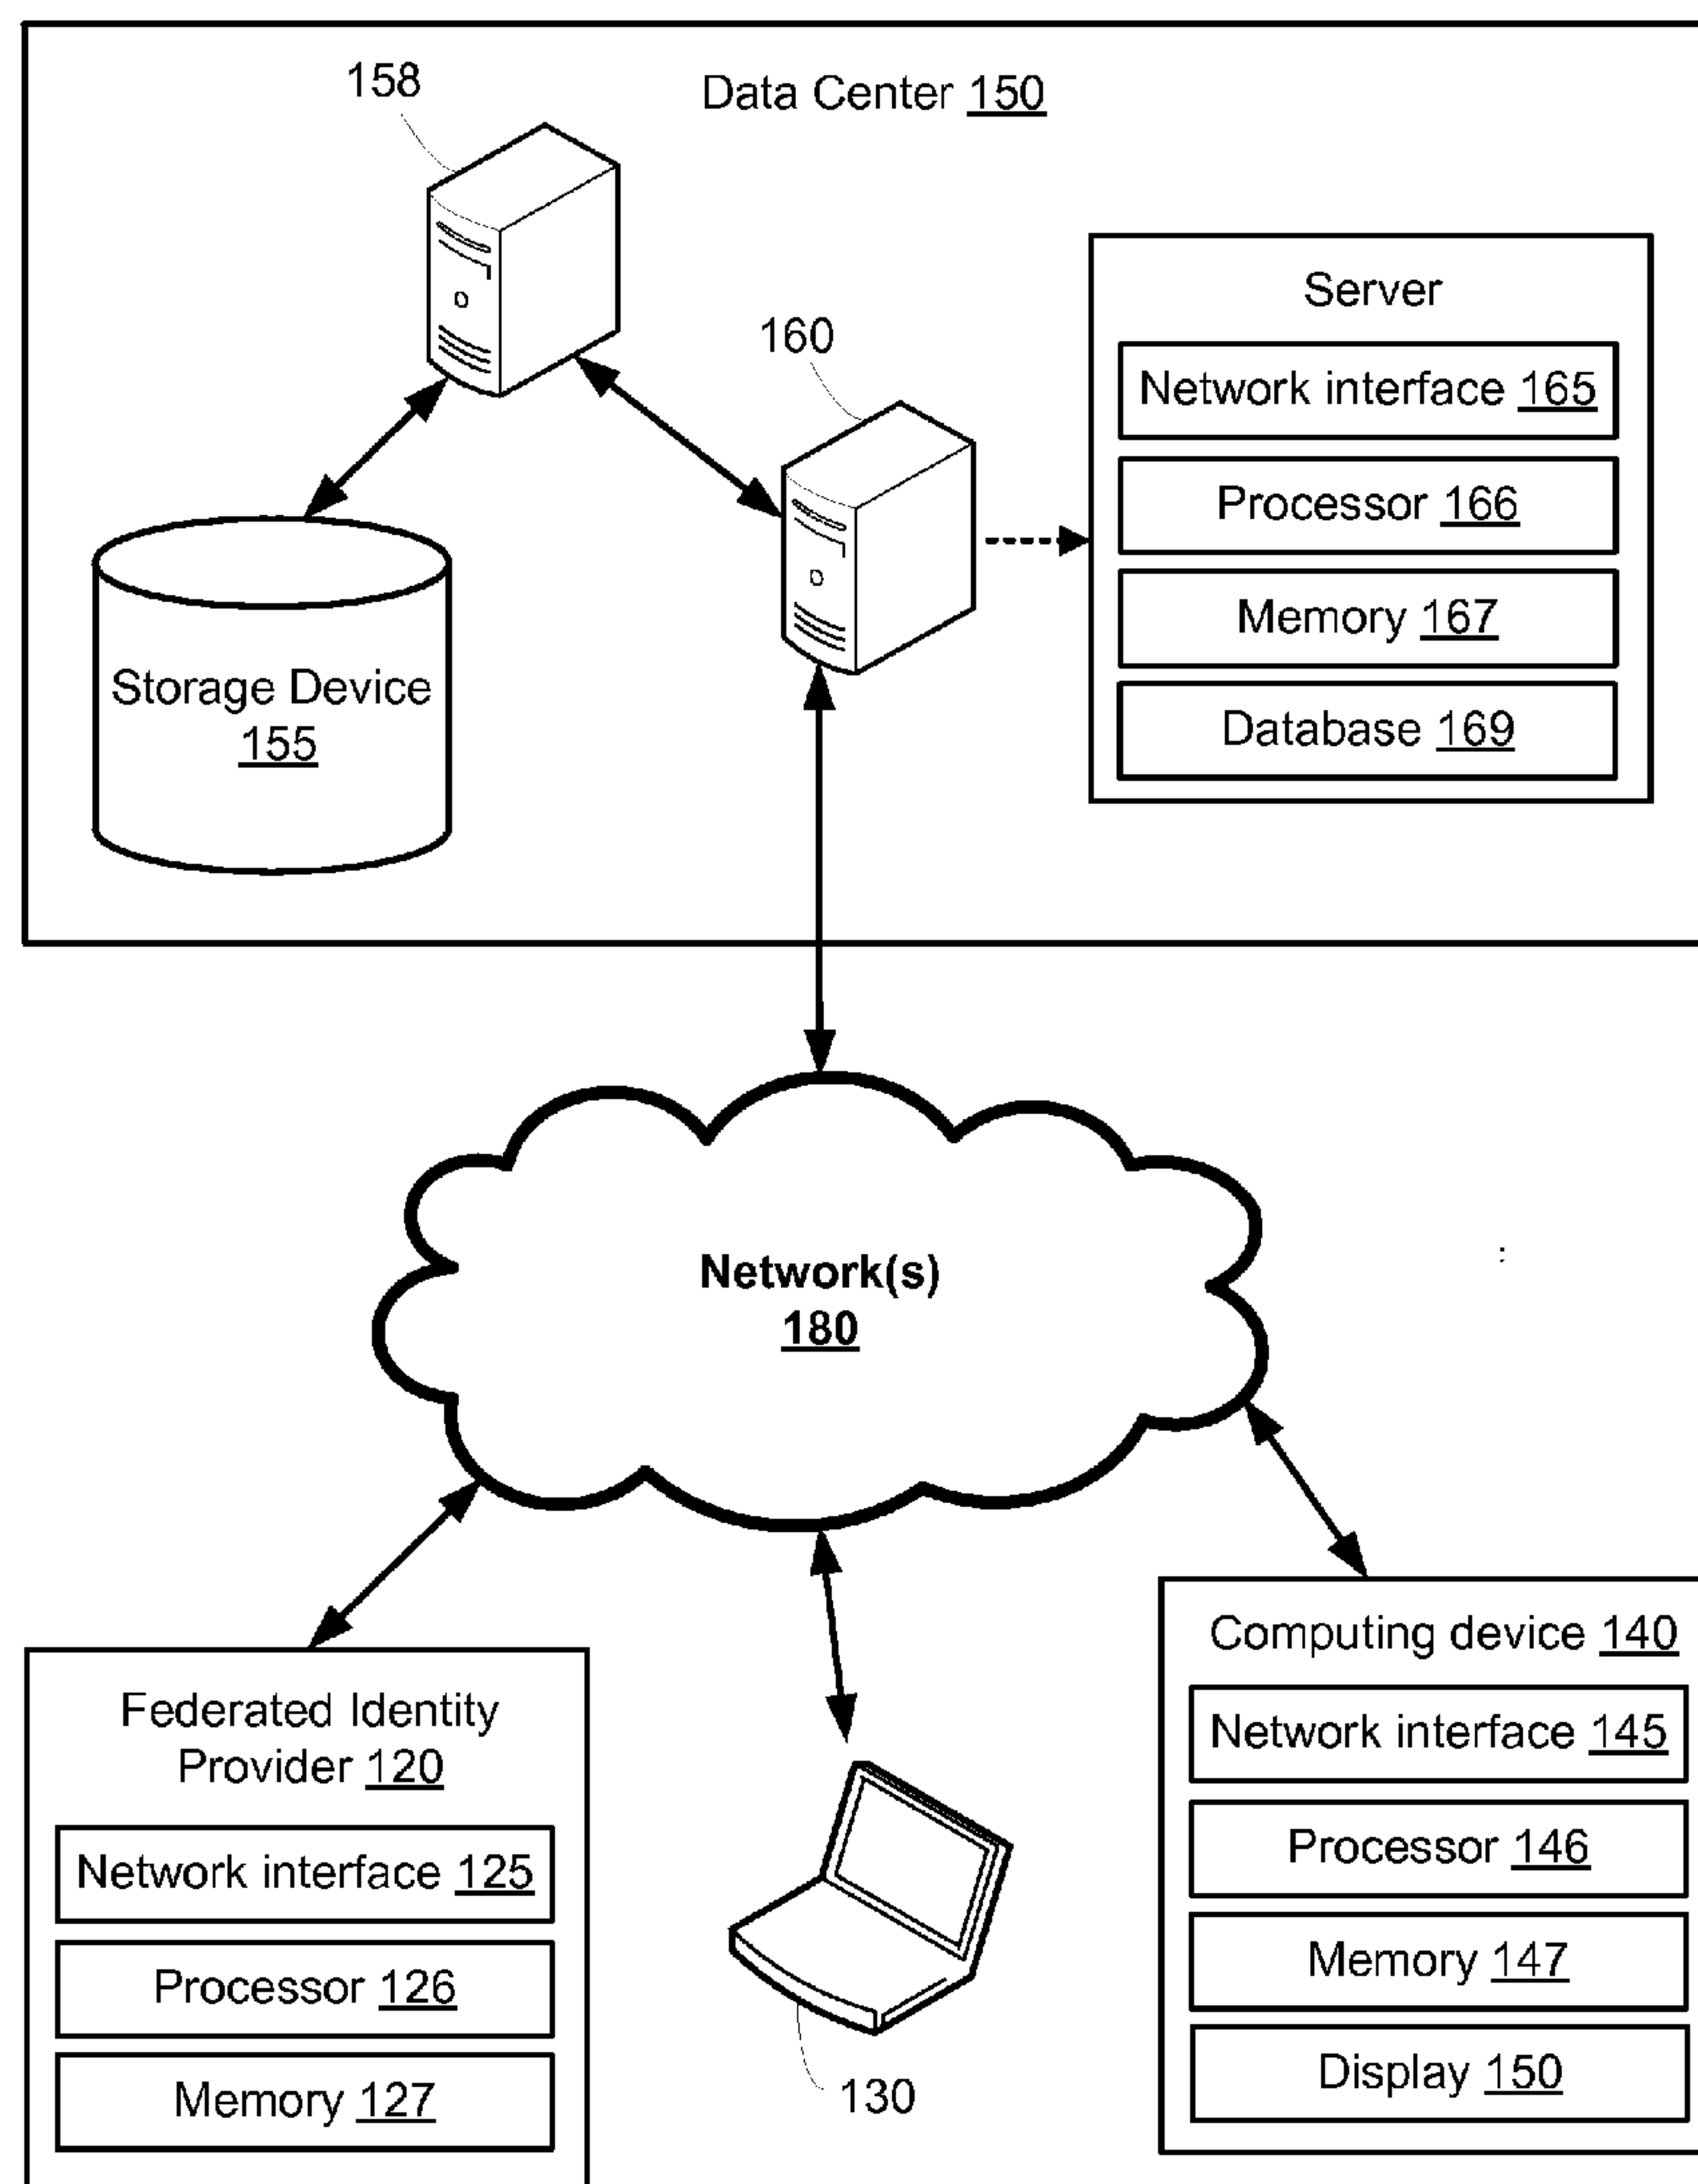 158
Data Center 150
160
Server
Network interface 165
Processor 166
Memory 167
Database 169
Storage Device
155
Network(s)
180
Federated Identity
Provider 120
Network interface 125
Processor 126
Memory 127
130
Computing device 140
Network interface 145
Processor 146
Memory 147
Display 150